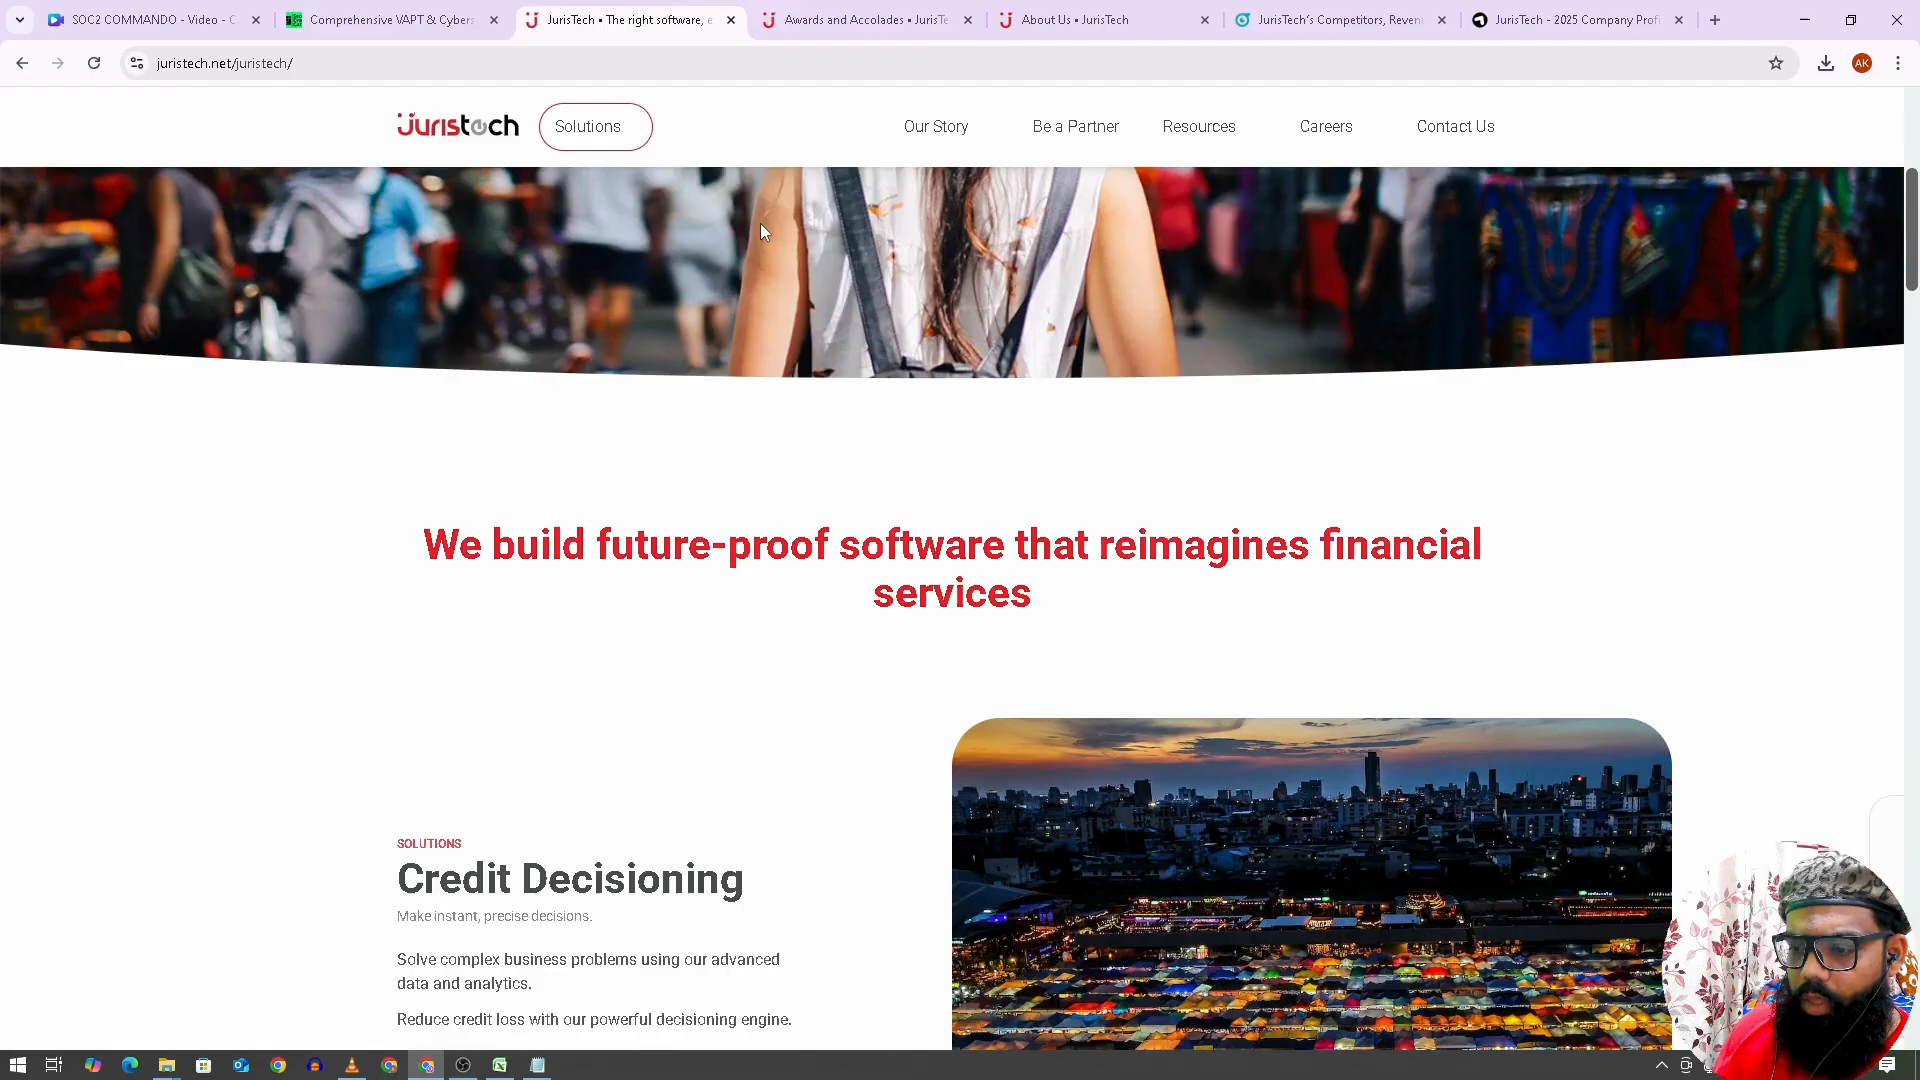 SOC2 COMMANDO - Video - C
Comprehensive VAPT & Cybers
JurisTech • The right software, e
Awards and Accolades • JurisTe
About Us • JurisTech
JurisTech's Competitors, Reven
JurisTech - 2025 Company Profi
juristech.net/juristech/
AK
juristech
Solutions
Our Story
Be a Partner
Resources
Careers
Contact Us
We build future-proof software that reimagines financial
services
SOLUTIONS
Credit Decisioning
Make instant, precise decisions.
Solve complex business problems using our advanced
data and analytics.
Reduce credit loss with our powerful decisioning engine.